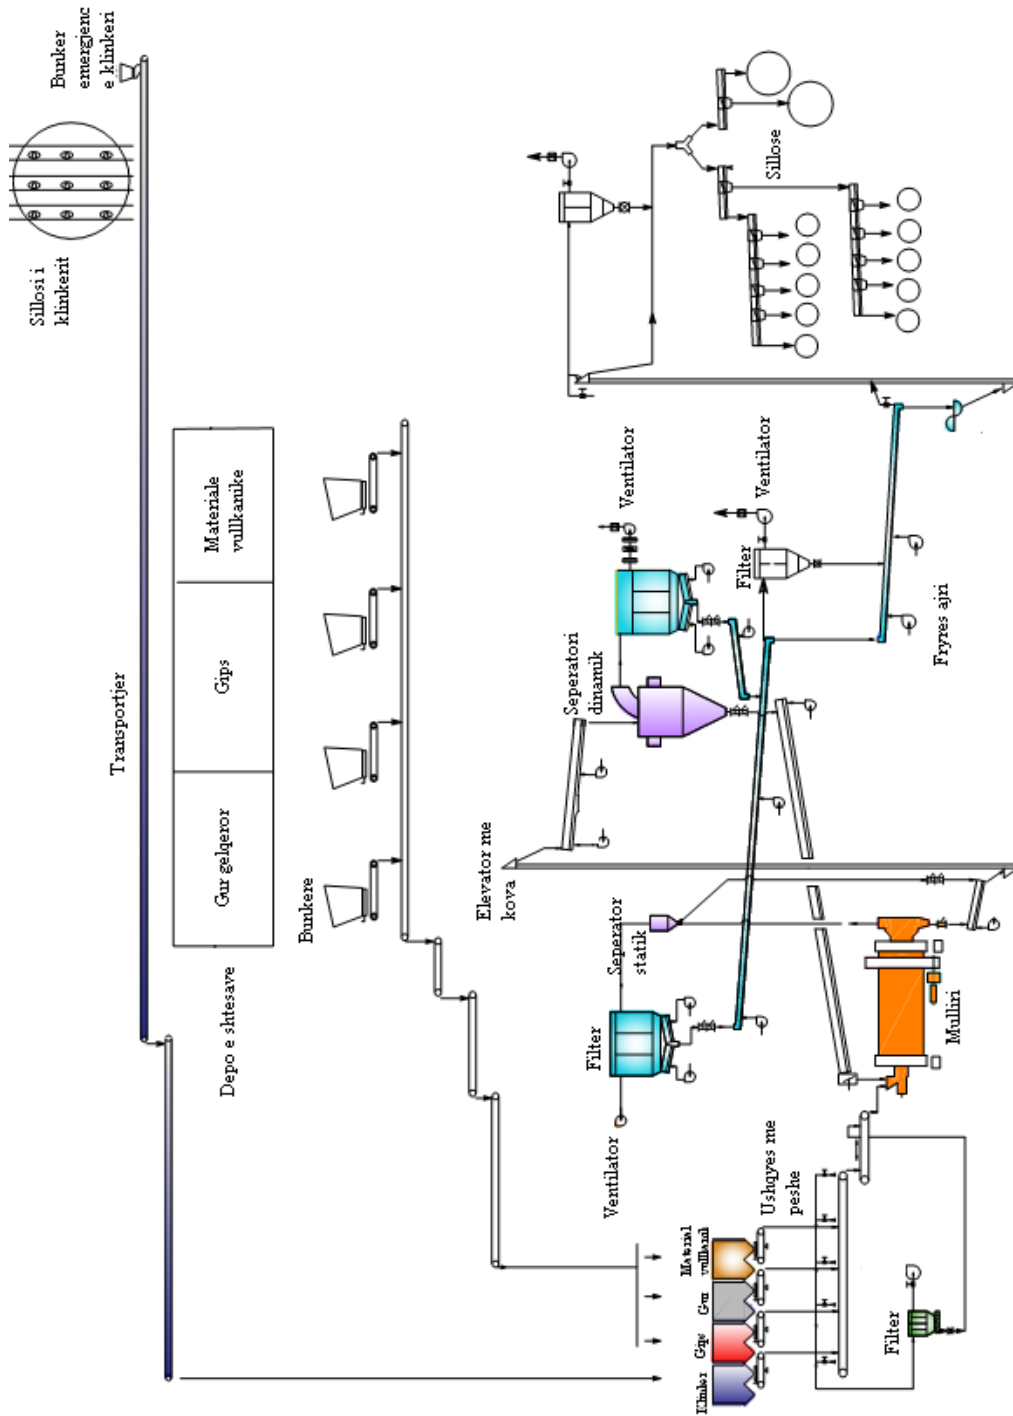 Bunker
emergjenc
e klinkeri
Sillosi i
klinkerit
Transportjer
Materiale
vullkanike
Gips
Gur gelqeror
Depo e shtesave
Bunkere
Sillose
Ventilator
Ventilator
Filter
Seperatori
dinamik
Fryres ajri
Elevator me
kova
Seperator
statik
Filter
Ventilator
Mulliri
Ushqyes me
peshe
Material
vullkanik
Gur
Gips
Klinker
Filter